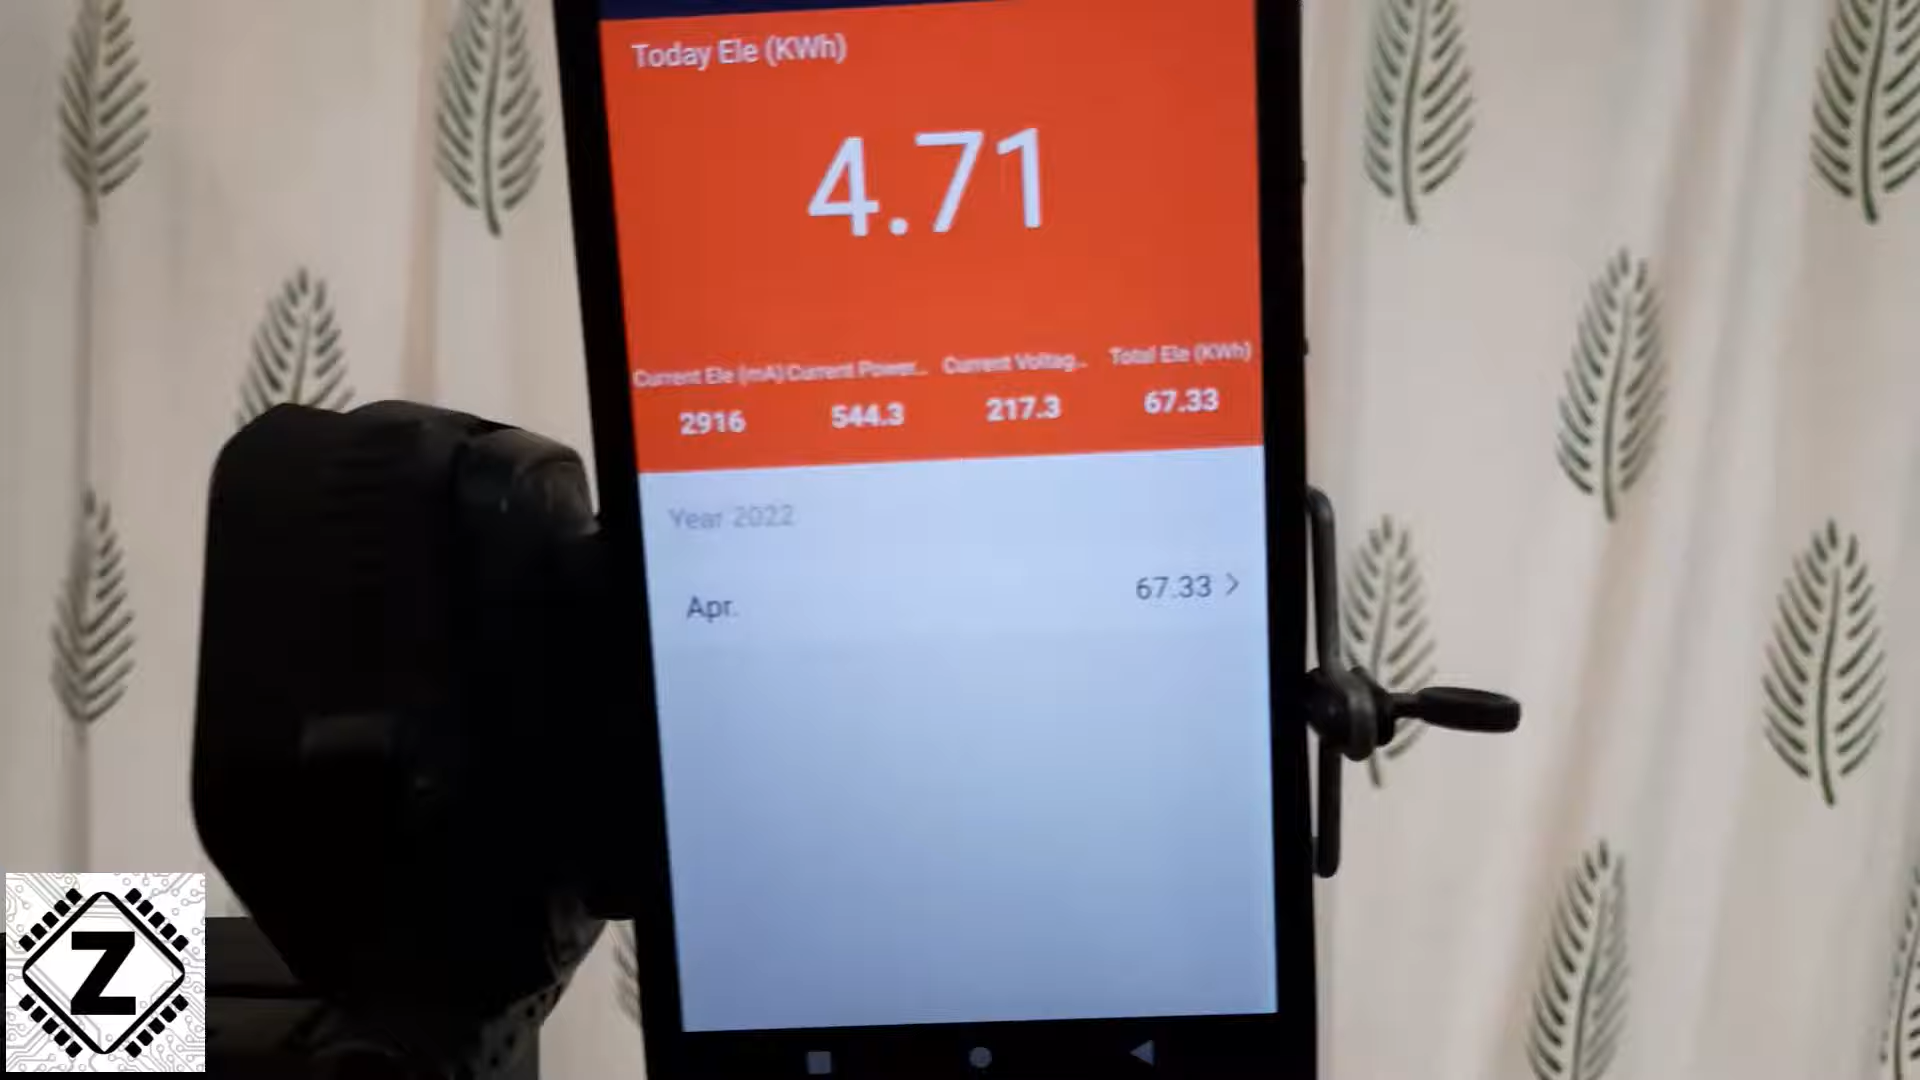 Today Ele (KWh)
4.71
Current Ele (mA) Current Power... Current Voltag... Total Ele (KWh)
2916 544.3 217.3 67.33
Year 2022
Apr. 67.33 >
Z